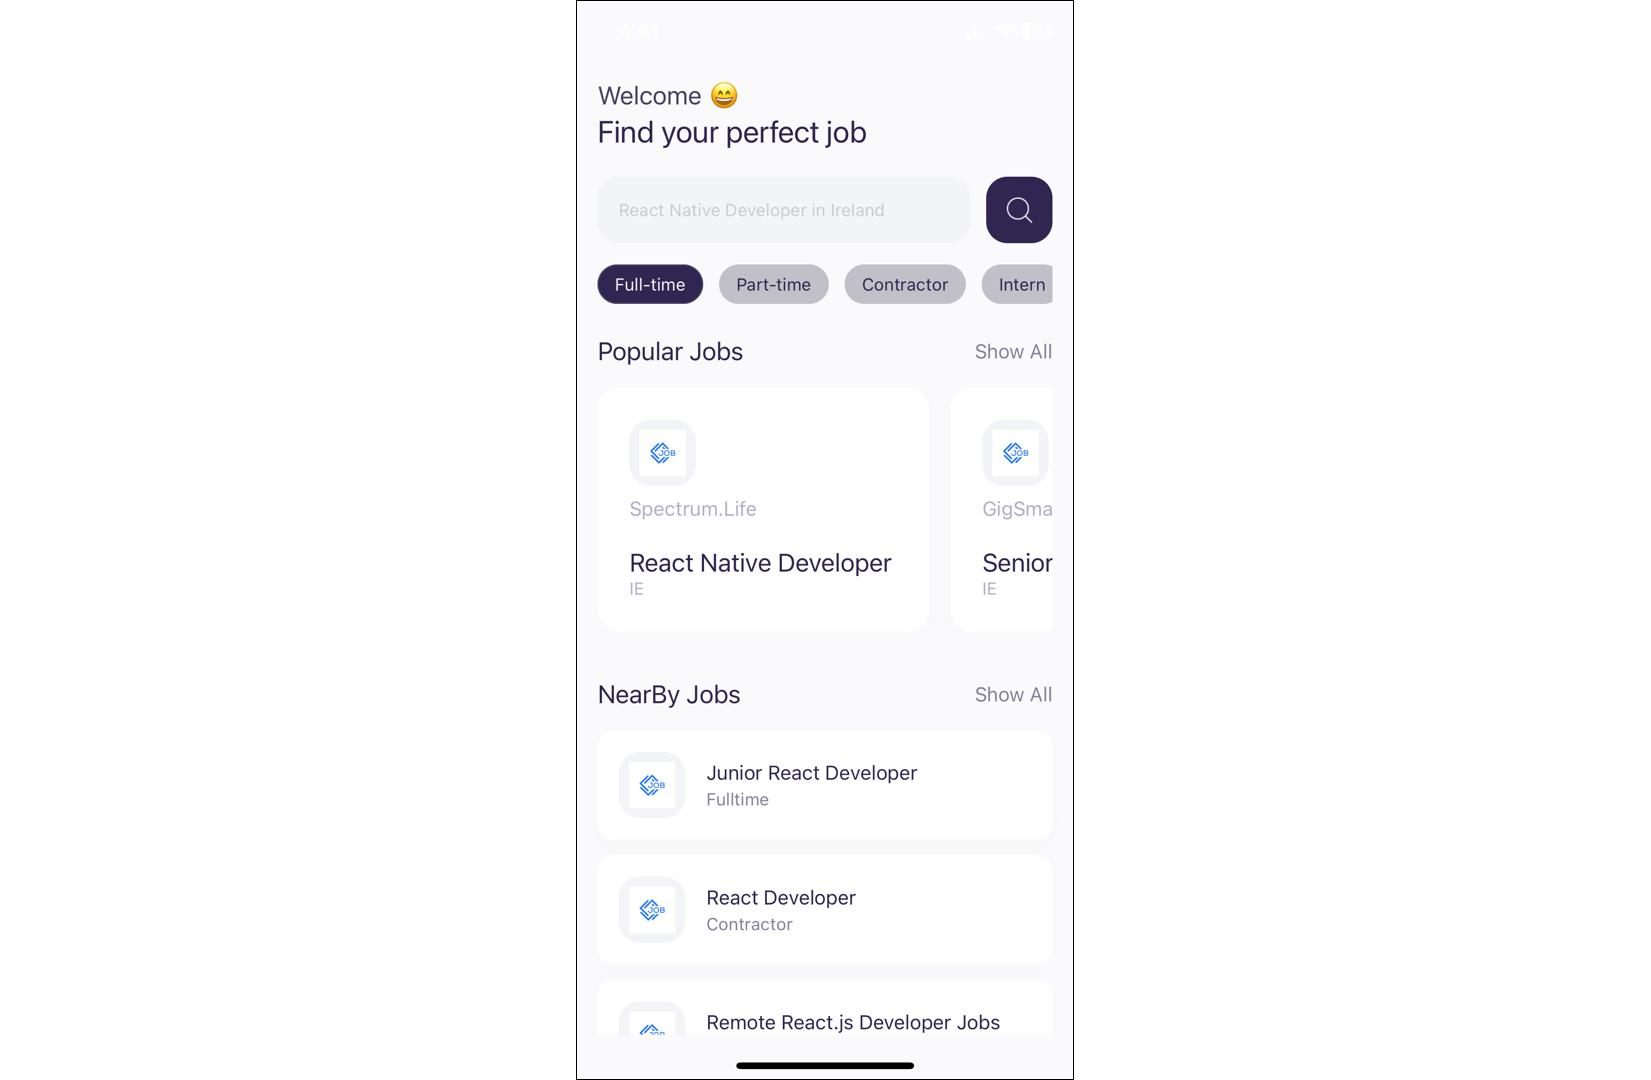 4:41
Welcome 😄
Find your perfect job
React Native Developer in Ireland
Full-time Part-time Contractor Intern
Popular Jobs Show All
JOB JOB
Spectrum.Life GigSma
React Native Developer Senior
IE IE
NearBy Jobs Show All
JOB
Junior React Developer
Fulltime
JOB
React Developer
Contractor
Remote React.js Developer Jobs
JOB